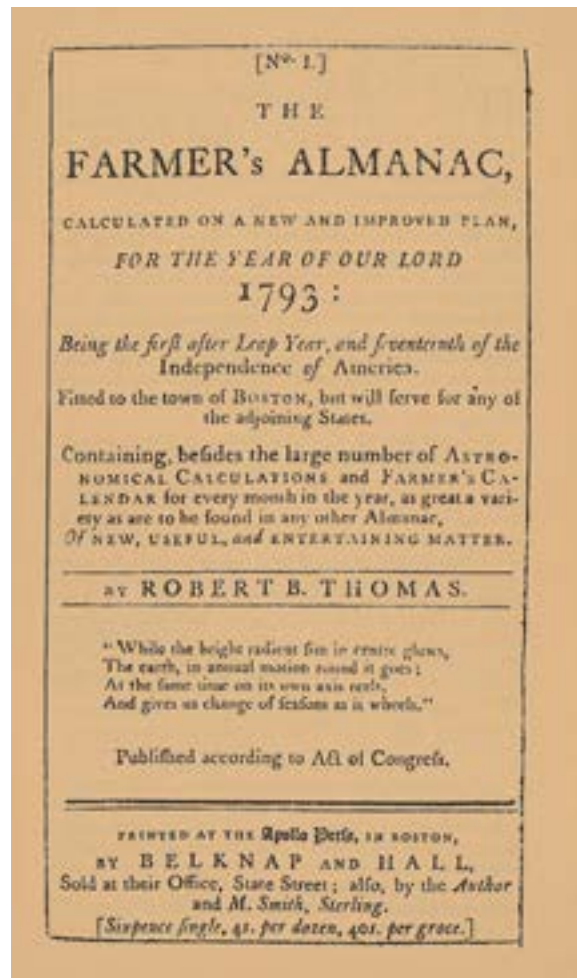 [Nº. I.]
THE
FARMER's ALMANAC,
CALCULATED ON A NEW AND IMPROVED PLAN,
FOR THE YEAR OF OUR LORD
1793:
Being the firſt after Leap Year, and ſeventeenth of the
Independence of America.
Fitted to the town of BOSTON, but will ſerve for any of
the adjoining States.
Containing, beſides the large number of ASTRO-
NOMICAL CALCULATIONS and FARMER'S CA-
LENDAR for every month in the year, as great a vari-
ety as are to be found in any other Almanac,
Of NEW, USEFUL, and ENTERTAINING MATTER.
BY ROBERT B. THOMAS.
"While the bright radient ſun in centre glows,
The earth, in annual motion round it goes;
At the ſame time on its own axis reels,
And gives us change of ſeaſons as it wheels."
Publiſhed according to Act of Congreſs.
PRINTED AT THE Apollo Preſs, IN BOSTON,
BY BELKNAP AND HALL,
Sold at their Office, State Street; alſo, by the Author
and M. Smith, Sterling.
[Sixpence ſingle, 4s. per dozen, 40s. per groce.]